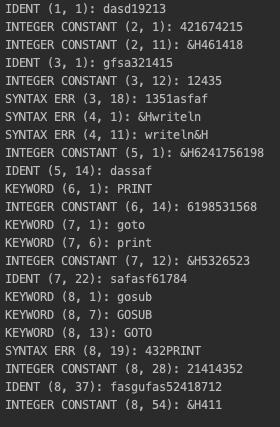 IDENT (1, 1): dasd19213
INTEGER CONSTANT (2, 1): 421674215
INTEGER CONSTANT (2, 11): &H461418
IDENT (3, 1): gfsa321415
INTEGER CONSTANT (3, 12): 12435
SYNTAX ERR (3, 18): 1351asfaf
SYNTAX ERR (4, 1): &Hwriteln
SYNTAX ERR (4, 11): writeln&H
INTEGER CONSTANT (5, 1): &H6241756198
IDENT (5, 14): dassaf
KEYWORD (6, 1): PRINT
INTEGER CONSTANT (6, 14): 6198531568
KEYWORD (7, 1): goto
KEYWORD (7, 6): print
INTEGER CONSTANT (7, 12): &H5326523
IDENT (7, 22): safasf61784
KEYWORD (8, 1): gosub
KEYWORD (8, 7): GOSUB
KEYWORD (8, 13): GOTO
SYNTAX ERR (8, 19): 432PRINT
INTEGER CONSTANT (8, 28): 21414352
IDENT (8, 37): fasgufas52418712
INTEGER CONSTANT (8, 54): &H411